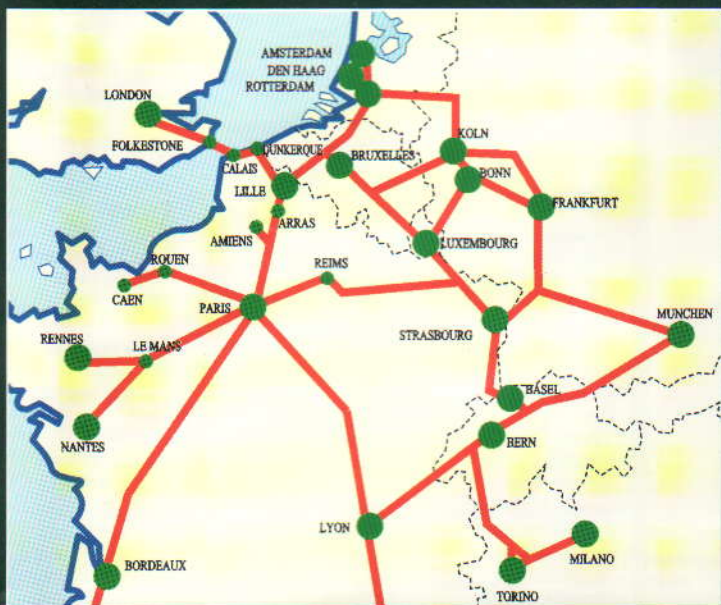 AMSTERDAM
DEN HAAG
ROTTERDAM
LONDON
FOLKESTONE
CALAIS
DUNKERQUE
BRUXELLES
KOLN
BONN
LILLE
ARRAS
FRANKFURT
AMIENS
LUXEMBOURG
ROUEN
REIMS
CAEN
PARIS
MUNCHEN
STRASBOURG
RENNES
LE MANS
BASEL
NANTES
BERN
LYON
MILANO
BORDEAUX
TORINO